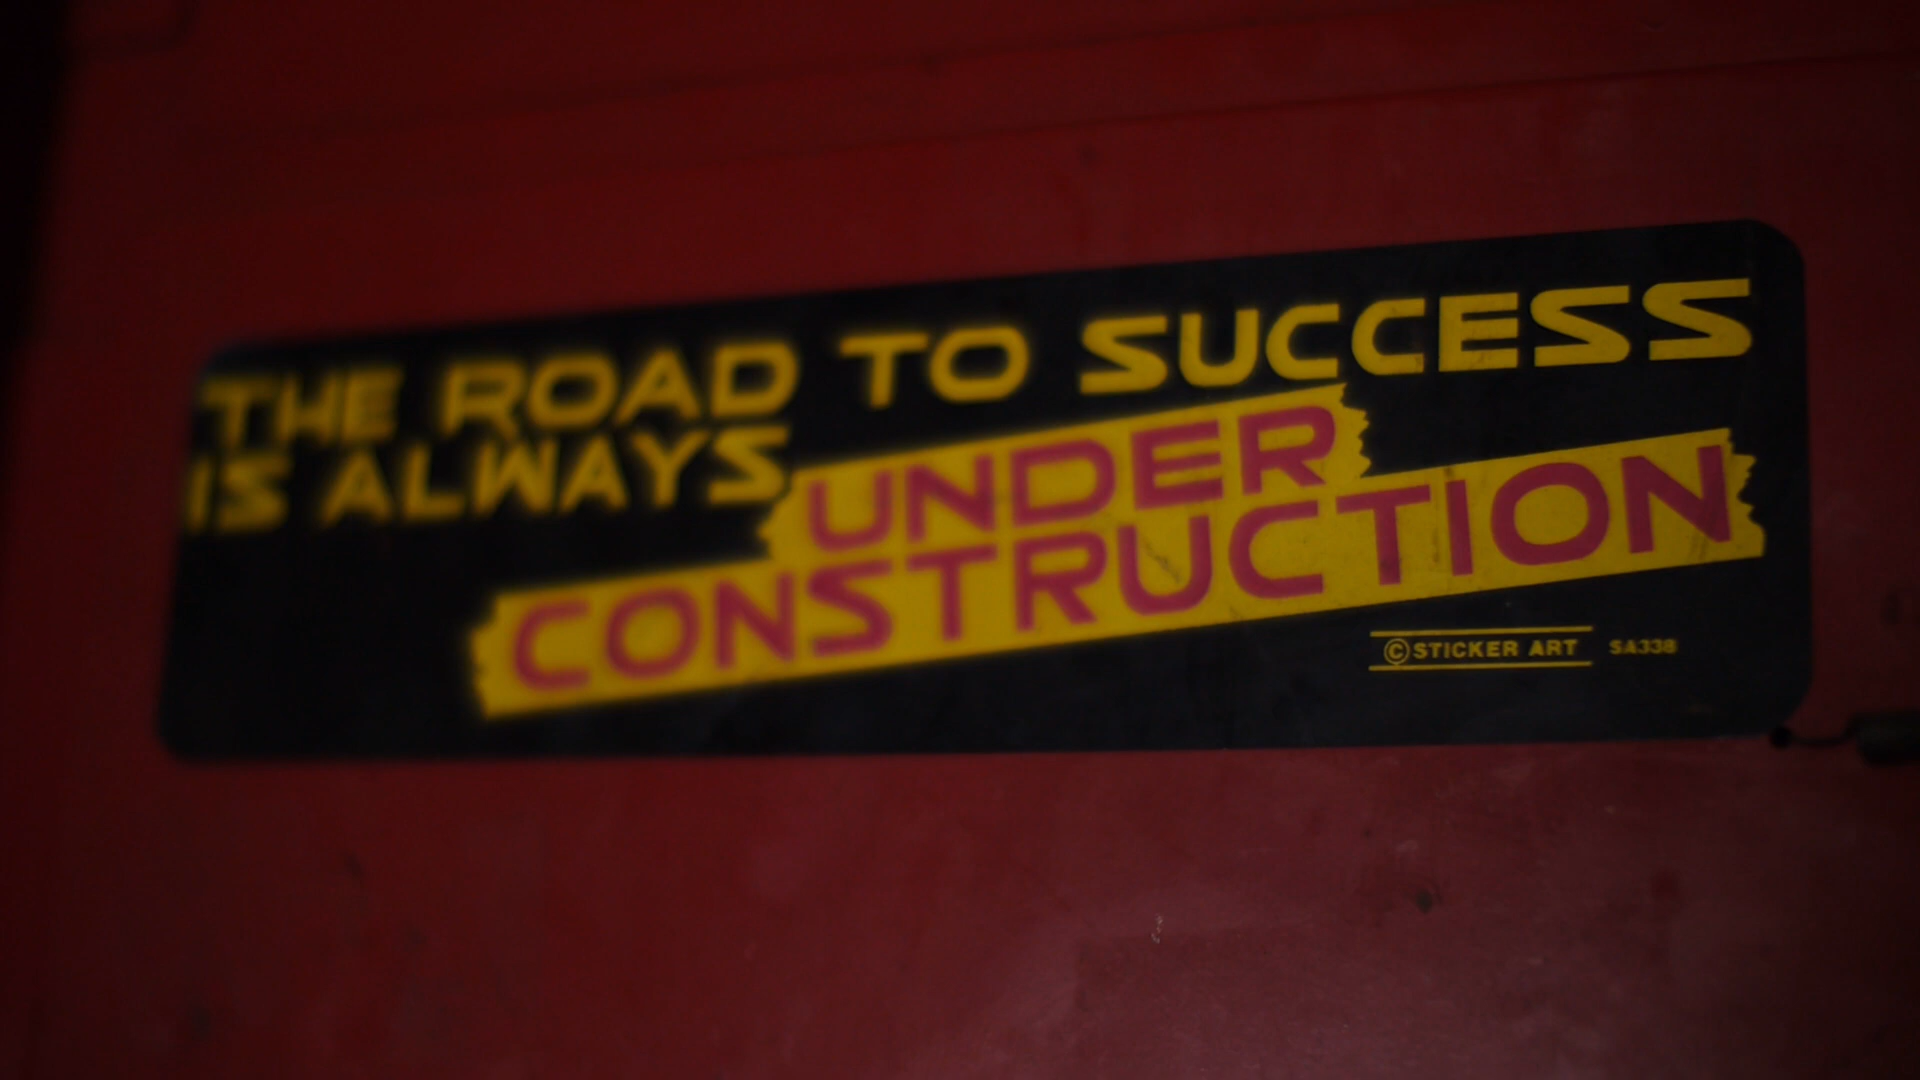 THE ROAD TO SUCCESS
IS ALWAYS UNDER
CONSTRUCTION
©STICKER ART SA338